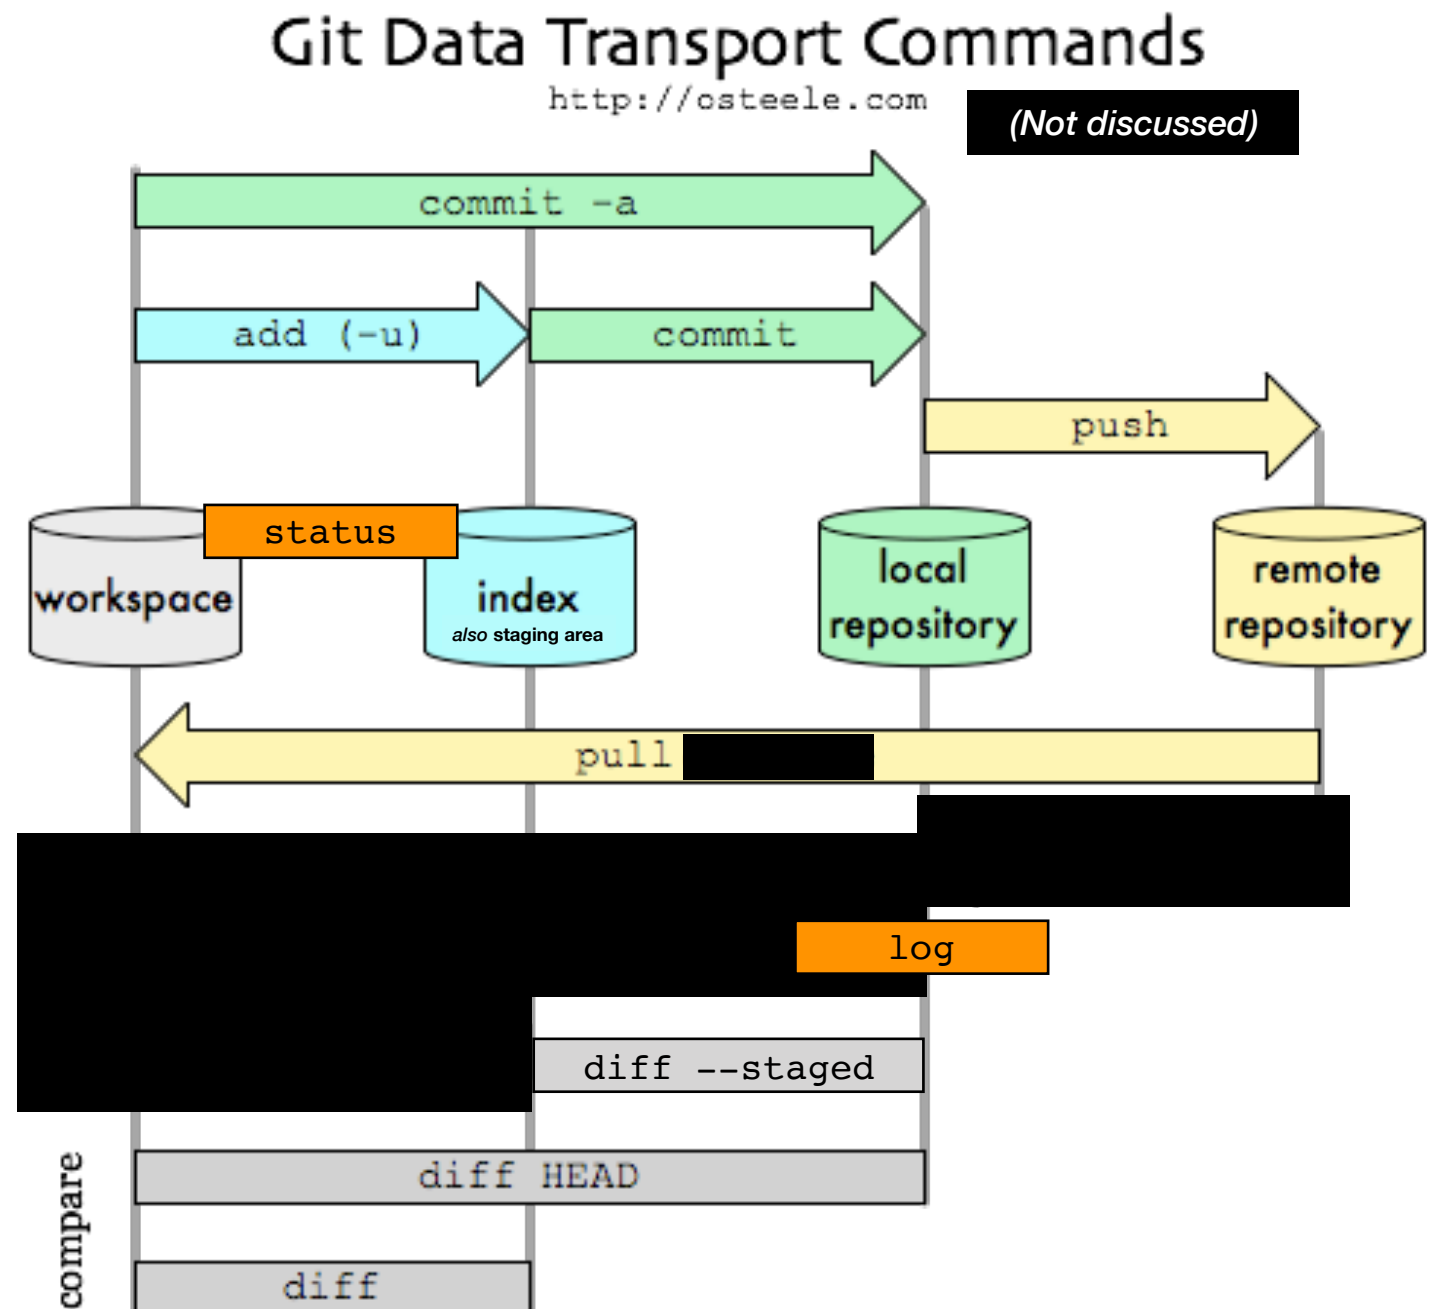 Git Data Transport Commands
http://osteele.com
(Not discussed)
commit -a
add (-u)
commit
push
status
workspace
index
also staging area
local
repository
remote
repository
pull
log
diff --staged
diff HEAD
compare
diff